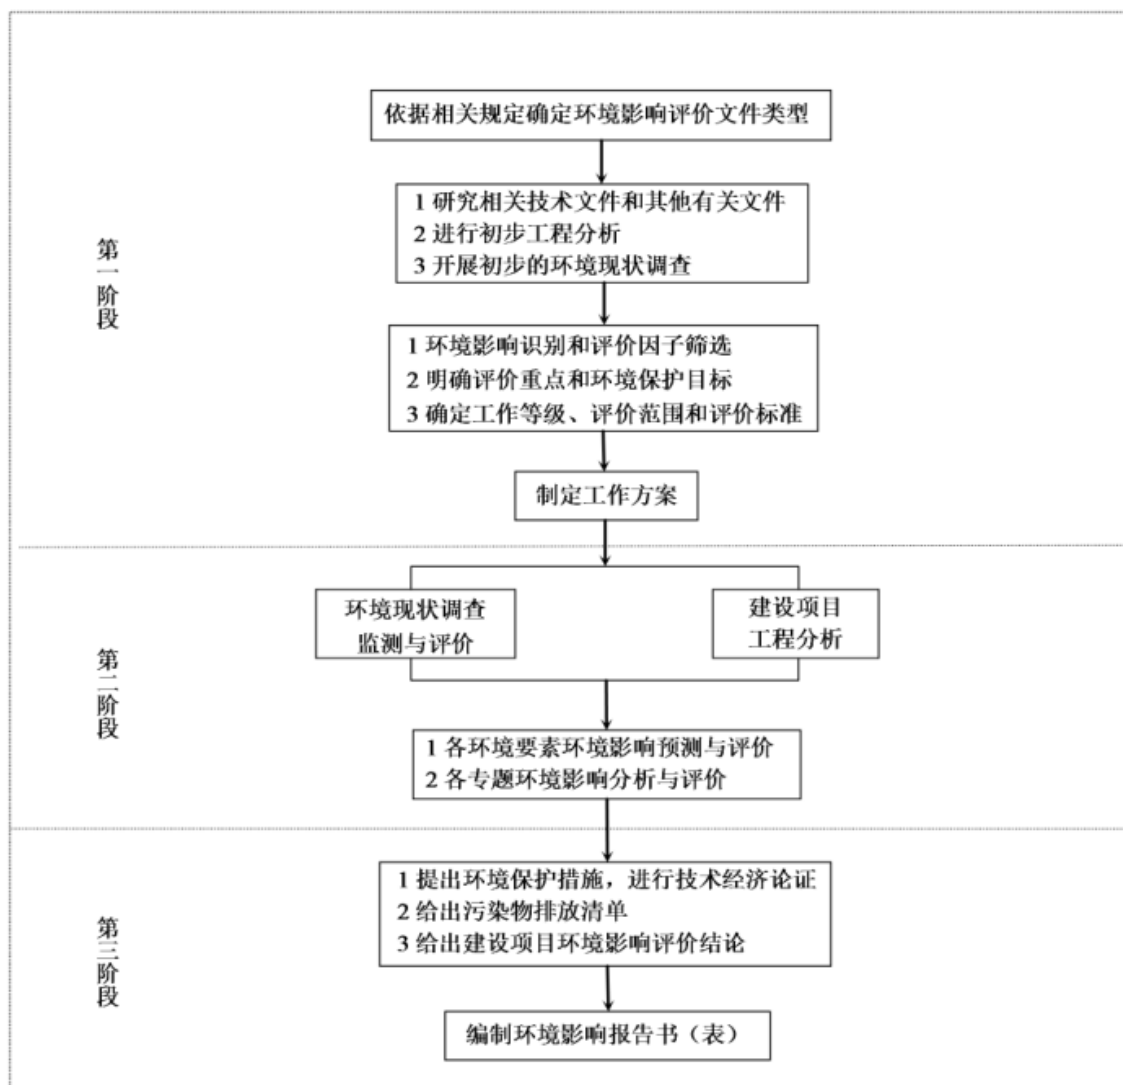 依据相关规定确定环境影响评价文件类型
1 研究相关技术文件和其他有关文件
2 进行初步工程分析
3 开展初步的环境现状调查
第一阶段
1 环境影响识别和评价因子筛选
2 明确评价重点和环境保护目标
3 确定工作等级、评价范围和评价标准
制定工作方案
环境现状调查
监测与评价
建设项目
工程分析
第二阶段
1 各环境要素环境影响预测与评价
2 各专题环境影响分析与评价
1 提出环境保护措施，进行技术经济论证
2 给出污染物排放清单
3 给出建设项目环境影响评价结论
第三阶段
编制环境影响报告书（表）